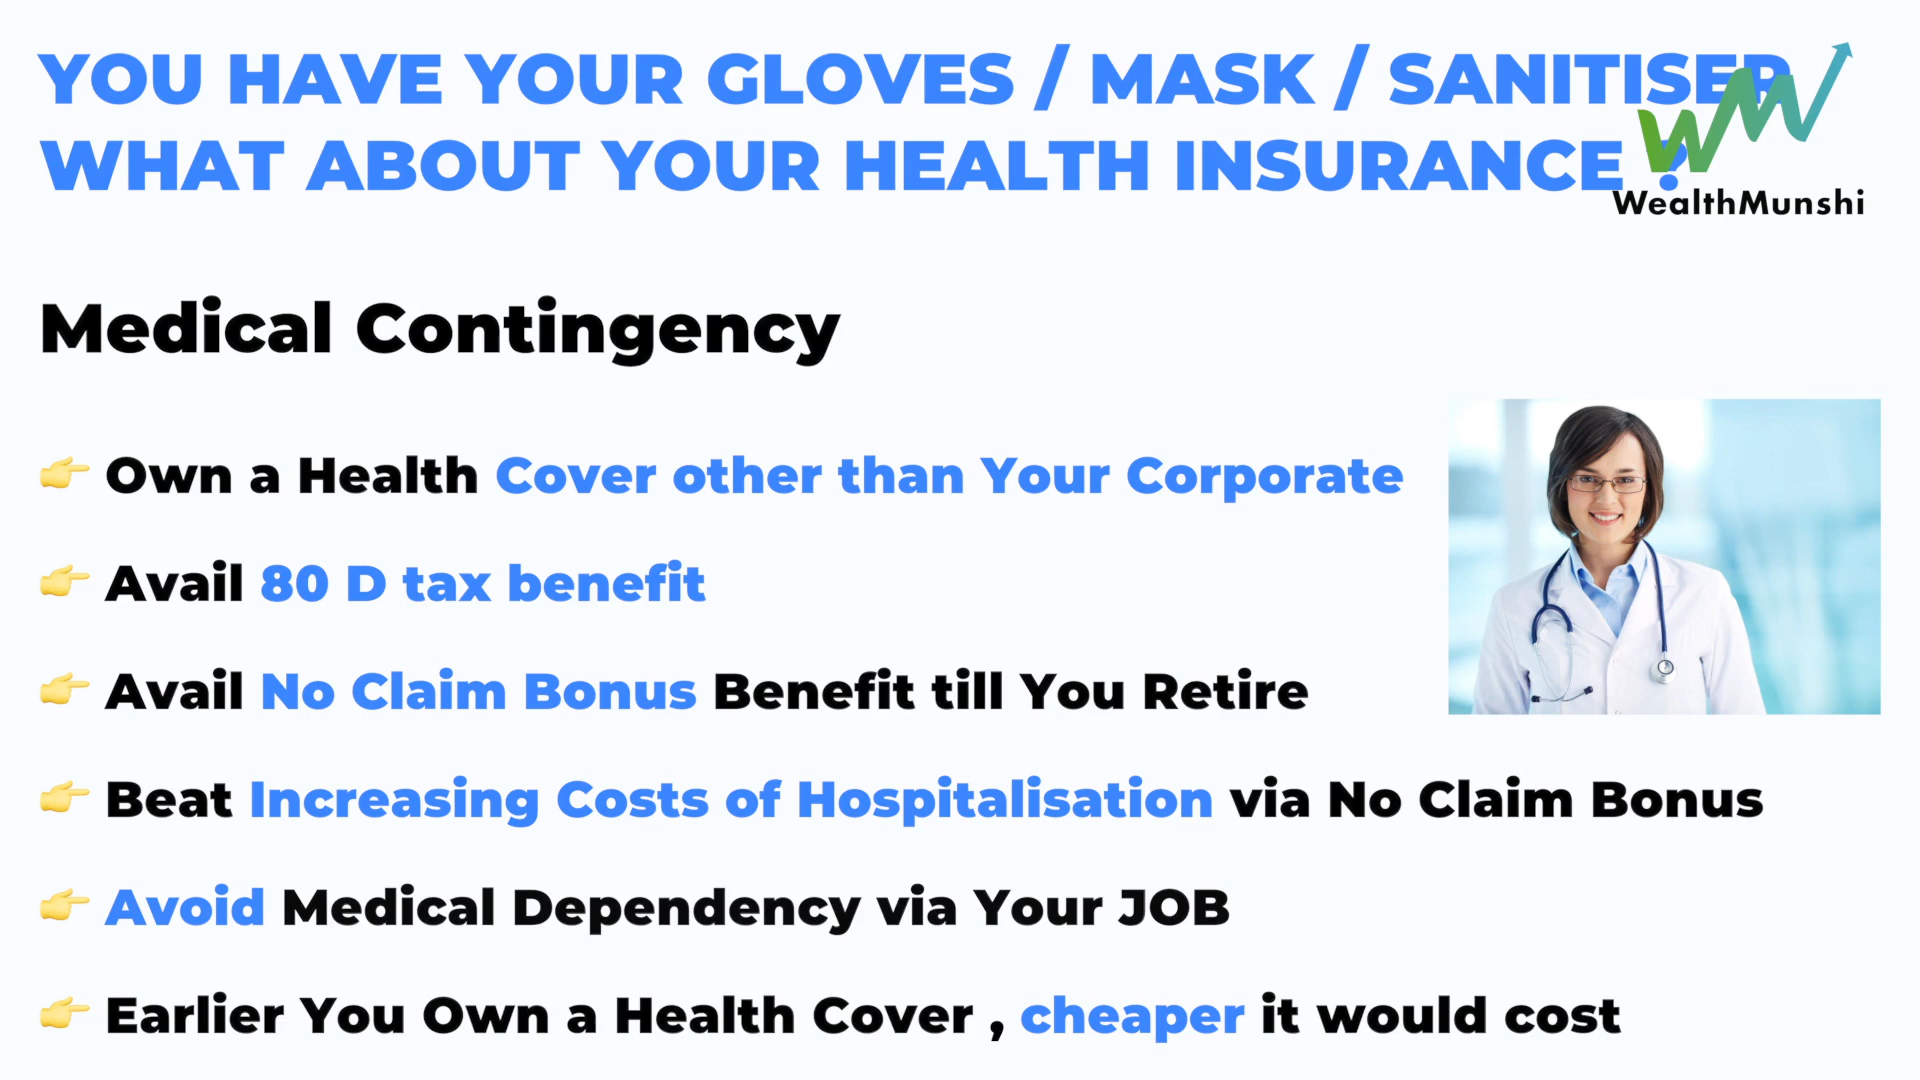 YOU HAVE YOUR GLOVES / MASK / SANITISER
WHAT ABOUT YOUR HEALTH INSURANCE ?
WM
WealthMunshi
Medical Contingency
👉 Own a Health Cover other than Your Corporate
👉 Avail 80 D tax benefit
👉 Avail No Claim Bonus Benefit till You Retire
👉 Beat Increasing Costs of Hospitalisation via No Claim Bonus
👉 Avoid Medical Dependency via Your JOB
👉 Earlier You Own a Health Cover , cheaper it would cost